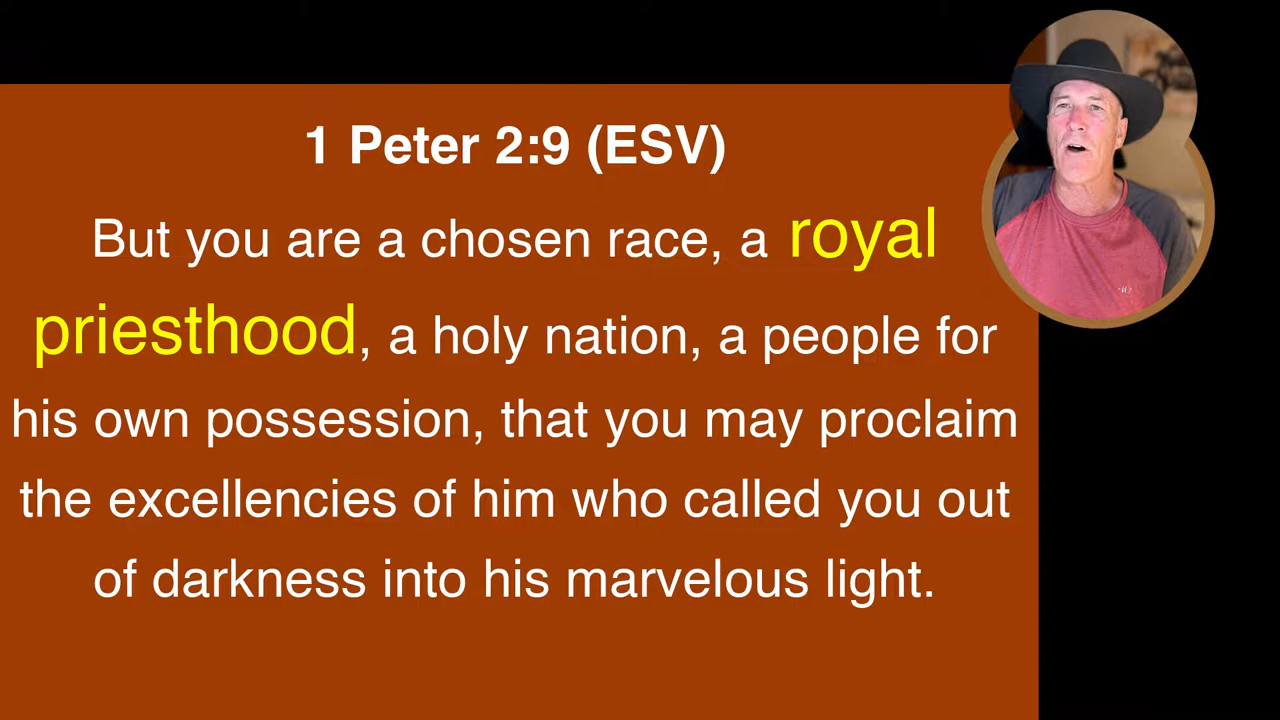 1 Peter 2:9 (ESV)
But you are a chosen race, a royal
priesthood, a holy nation, a people for
his own possession, that you may proclaim
the excellencies of him who called you out
of darkness into his marvelous light.